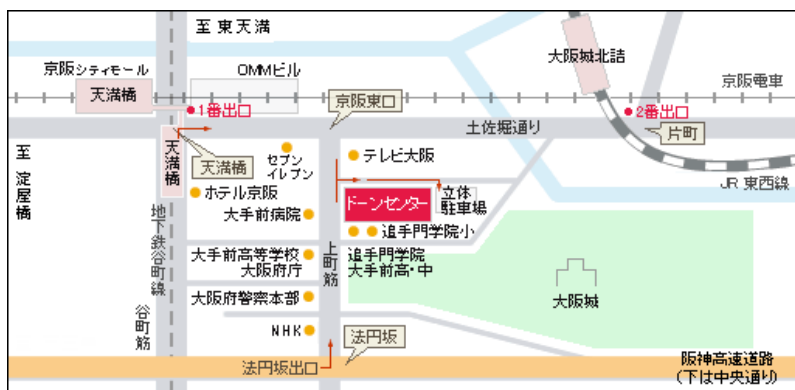 至 東天満
京阪シティモール
OMMビル
大阪城北詰
天満橋
京阪東口
京阪電車
1番出口
2番出口
土佐堀通り
片町
至 淀屋橋
天満橋
天満橋
セブン
イレブン
テレビ大阪
JR 東西線
ホテル京阪
ドーンセンター
立体
駐車場
大手前病院
追手門学院小
地下鉄谷町線
大手前高等学校
大阪府庁
上町筋
追手門学院
大手前高・中
大阪府警察本部
大阪城
谷町筋
NHK
法円坂
法円坂出口
阪神高速道路
(下は中央通り)